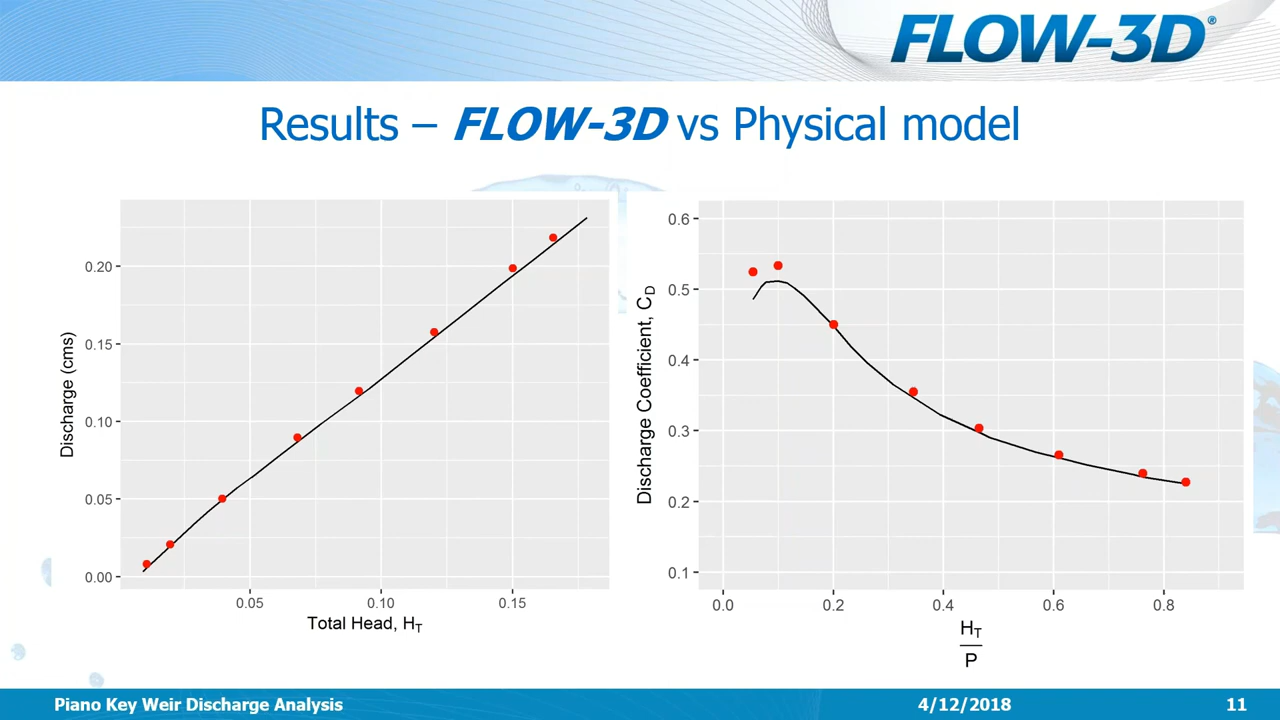 FLOW-3D®
Results – FLOW-3D vs Physical model
Discharge (cms)
0.20
0.15
0.10
0.05
0.00
0.05 0.10 0.15
Total Head, HT
Discharge Coefficient, CD
0.6
0.5
0.4
0.3
0.2
0.1
0.0 0.2 0.4 0.6 0.8
HT
P
Piano Key Weir Discharge Analysis 4/12/2018 11